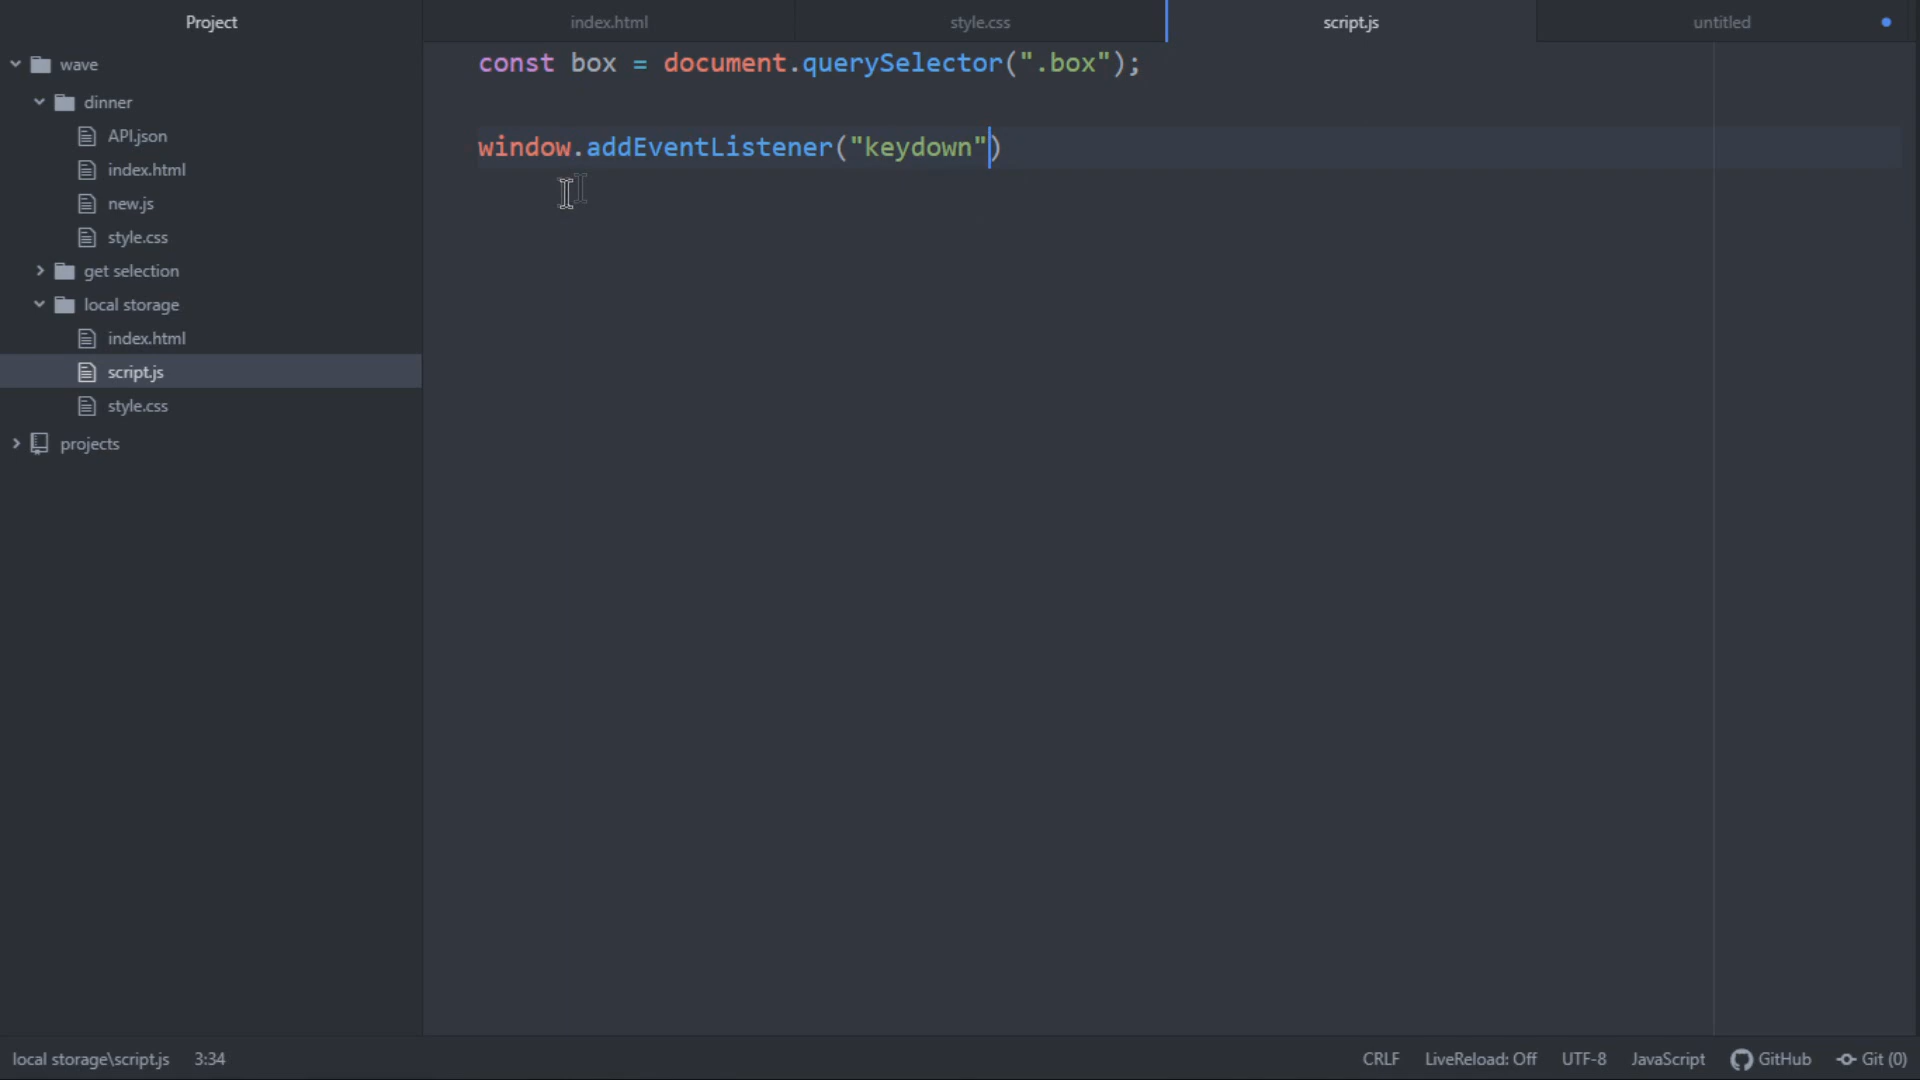 Project
index.html
style.css
script.js
untitled
wave
dinner
API.json
index.html
new.js
style.css
get selection
local storage
index.html
script.js
style.css
projects
const box = document.querySelector(".box");
window.addEventListener("keydown")
local storage\script.js 3:34
CRLF LiveReload: Off UTF-8 JavaScript GitHub Git (0)